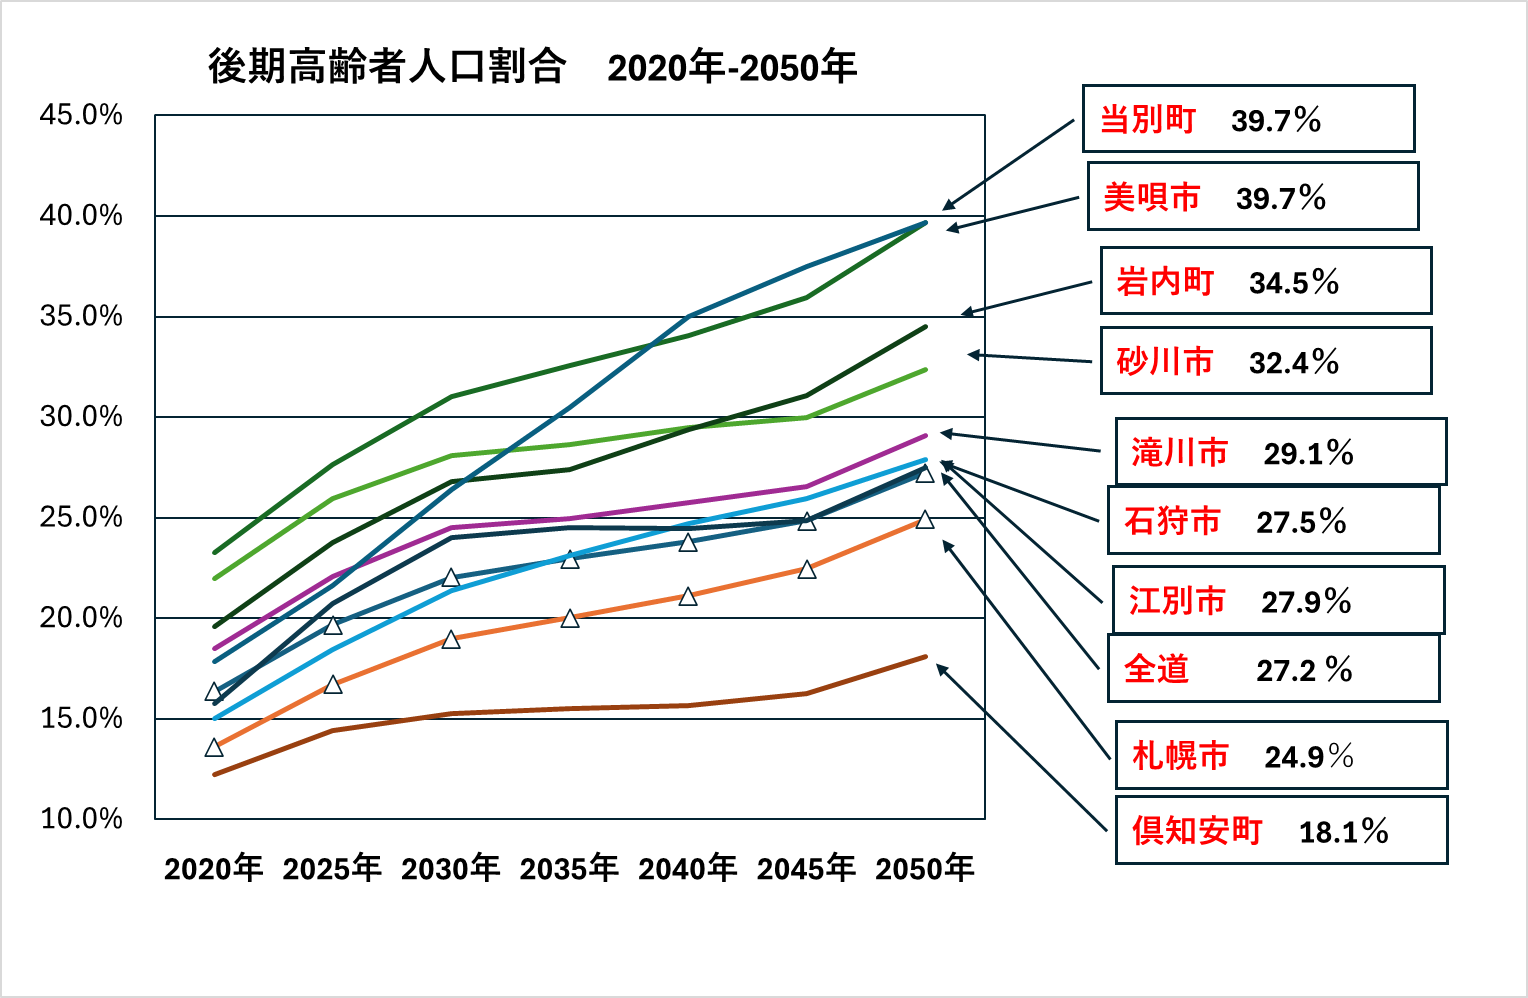 後期高齢者人口割合　2020年-2050年
45.0%
40.0%
35.0%
30.0%
25.0%
20.0%
15.0%
10.0%
2020年 2025年 2030年 2035年 2040年 2045年 2050年
当別町　39.7%
美唄市　39.7%
岩内町　34.5%
砂川市　32.4%
滝川市　29.1%
石狩市　27.5%
江別市　27.9%
全道　　27.2 %
札幌市　24.9%
倶知安町　18.1%